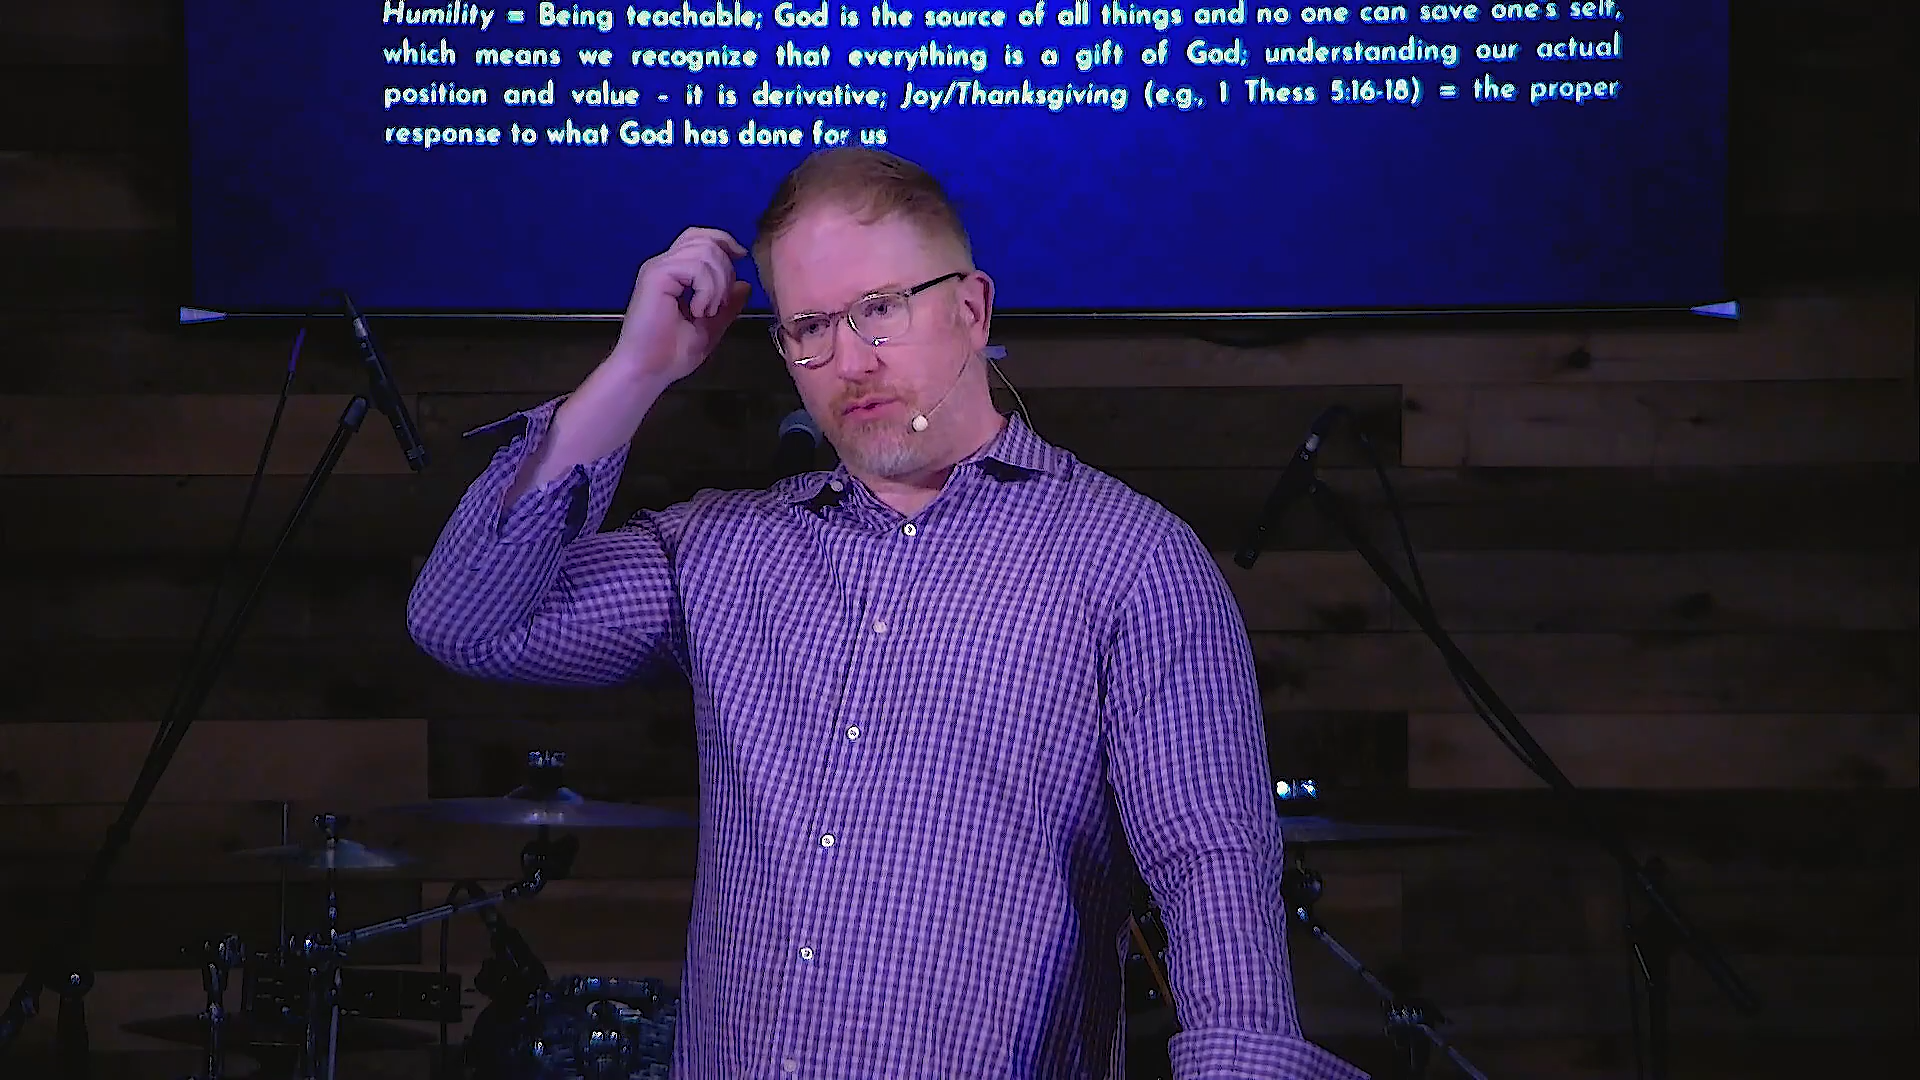 Humility = Being teachable; God is the source of all things and no one can save one's self,
which means we recognize that everything is a gift of God; understanding our actual
position and value - it is derivative; Joy/Thanksgiving (e.g., 1 Thess 5:16-18) = the proper
response to what God has done for us